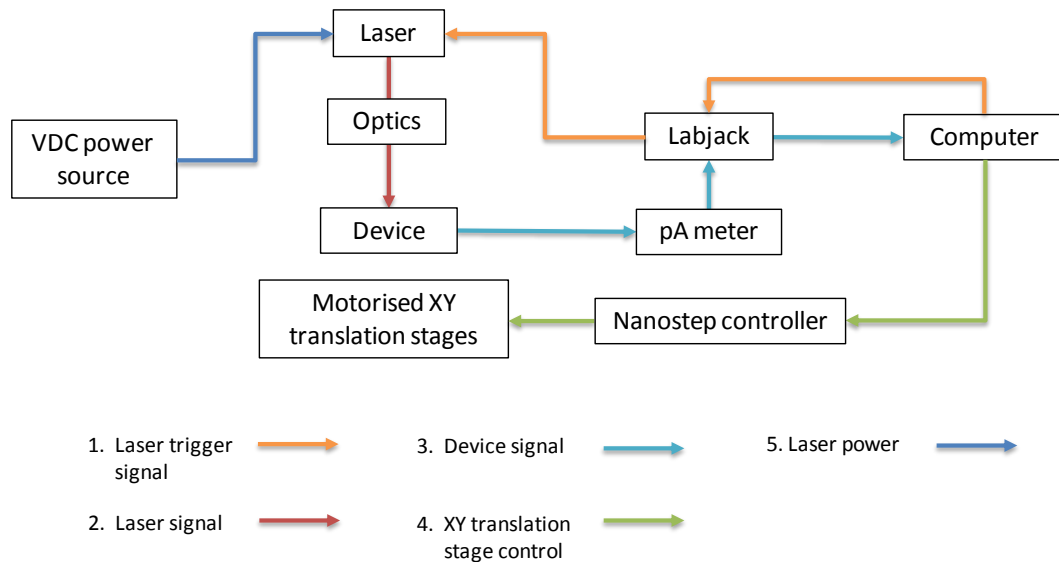 Laser
Optics
VDC power
source
Labjack
Computer
Device
pA meter
Motorised XY
translation stages
Nanostep controller
1. Laser trigger
signal
3. Device signal
5. Laser power
2. Laser signal
4. XY translation
stage control